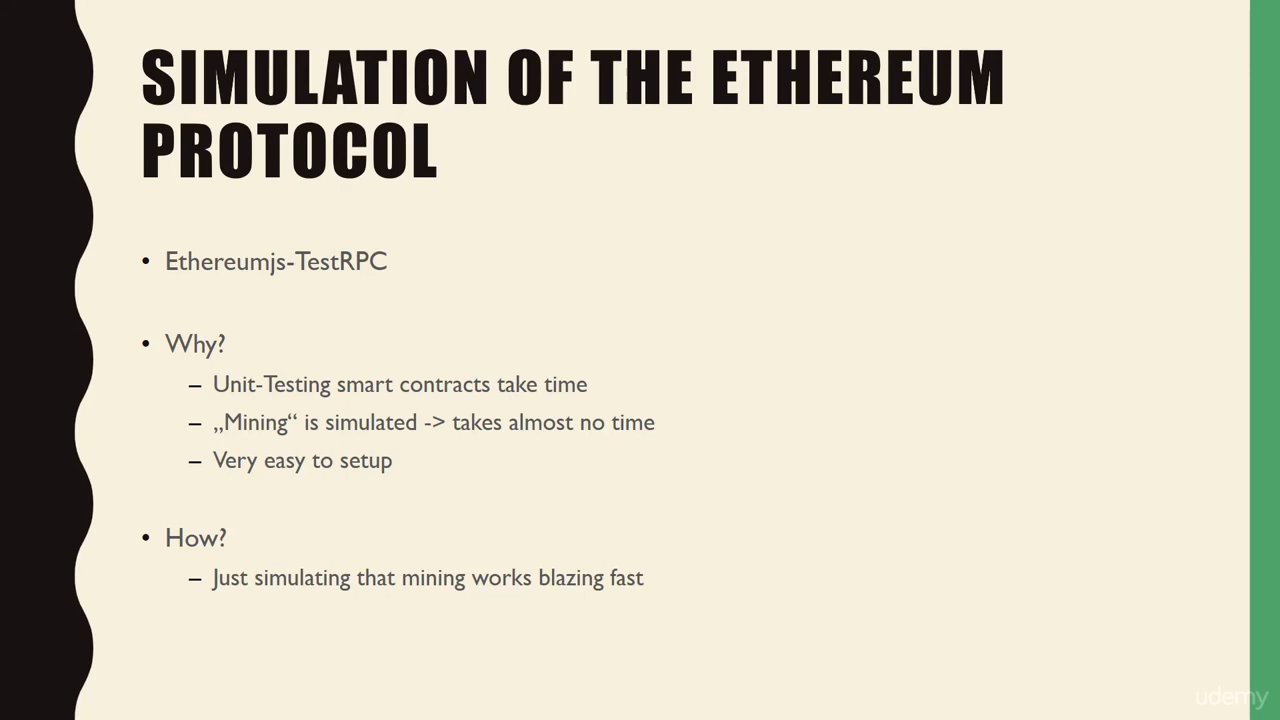 SIMULATION OF THE ETHEREUM
PROTOCOL
• Ethereumjs-TestRPC
• Why?
– Unit-Testing smart contracts take time
– „Mining“ is simulated -> takes almost no time
– Very easy to setup
• How?
– Just simulating that mining works blazing fast
udemy